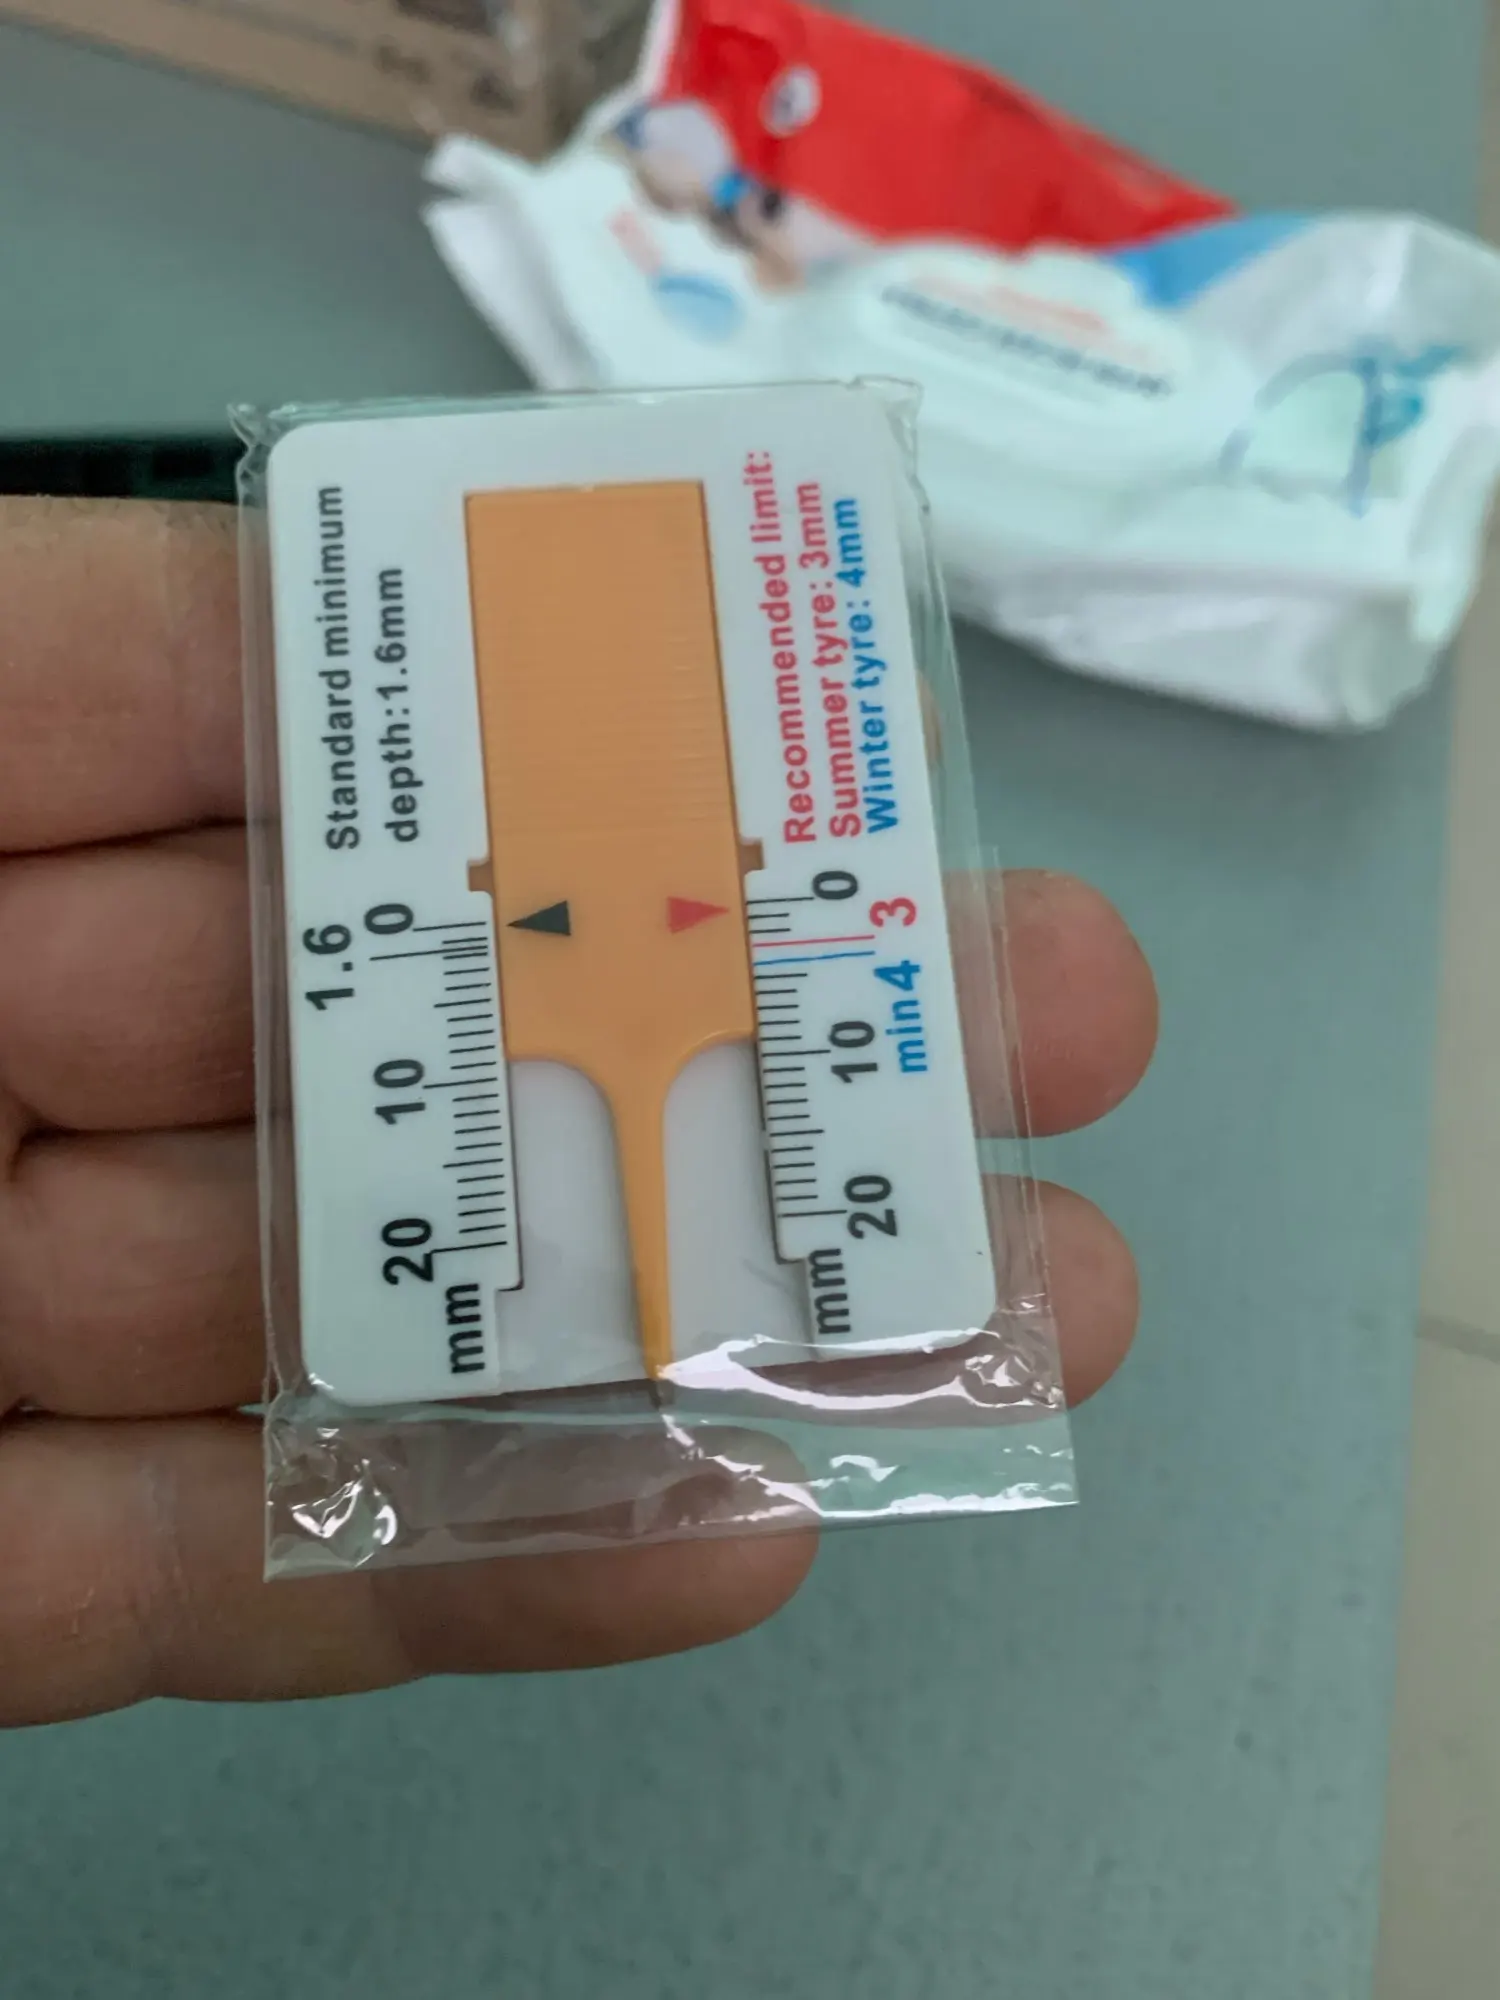 Standard minimum
depth:1.6mm
1.6
0
10
20
mm
Recommended limit:
Summer tyre: 3mm
Winter tyre: 4mm
0
3
min4
10
20
mm